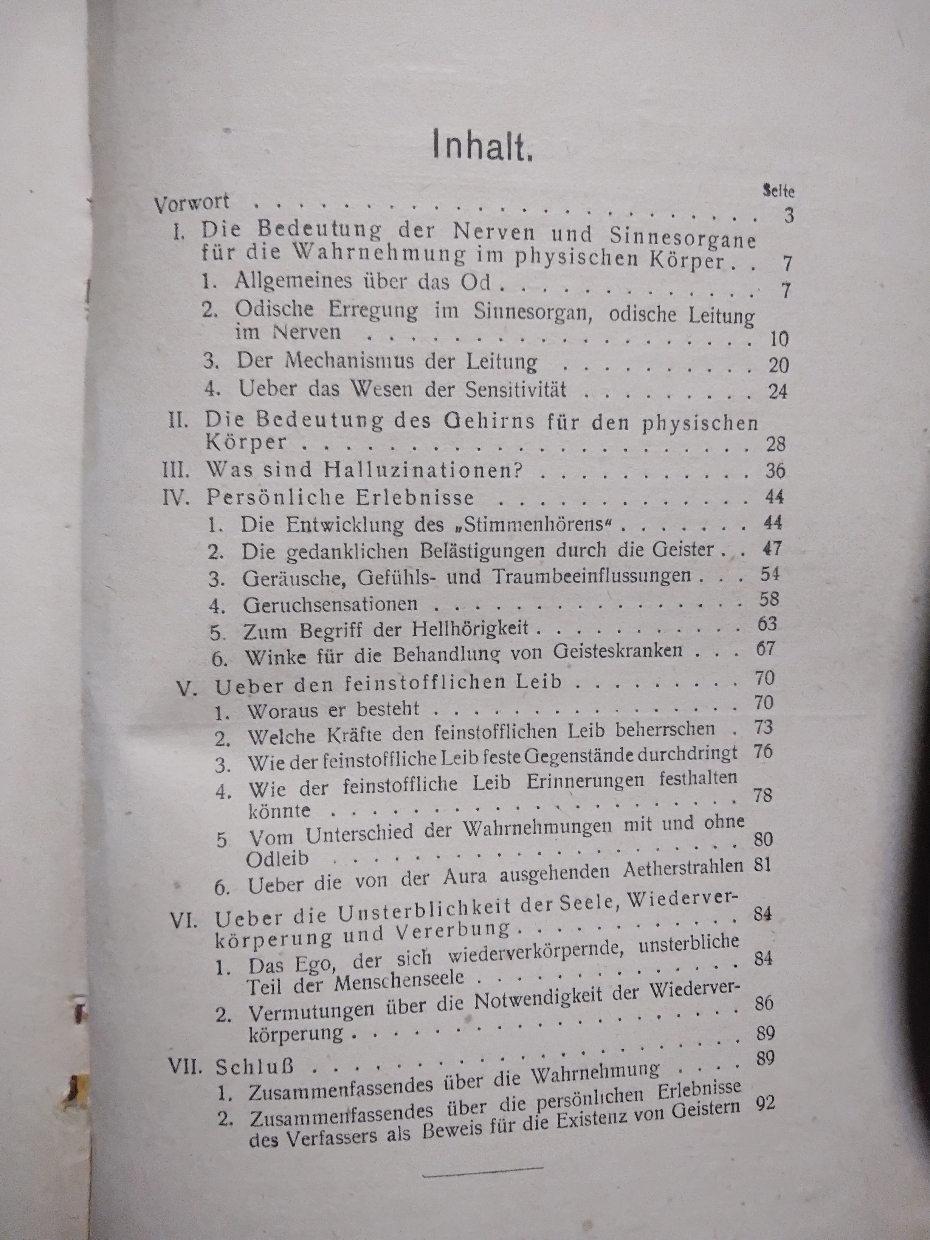 Inhalt.
Seite
Vorwort . . . . . . . . . . . . . . . . . . . . . . . 3
I. Die Bedeutung der Nerven und Sinnesorgane
für die Wahrnehmung im physischen Körper. . 7
1. Allgemeines über das Od . . . . . . . . . . . . 7
2. Odische Erregung im Sinnesorgan, odische Leitung
im Nerven . . . . . . . . . . . . . . . . . . 10
3. Der Mechanismus der Leitung . . . . . . . . . . 20
4. Ueber das Wesen der Sensitivität . . . . . . . . . 24
II. Die Bedeutung des Gehirns für den physischen
Körper . . . . . . . . . . . . . . . . . . . . . 28
III. Was sind Halluzinationen? . . . . . . . . . . . 36
IV. Persönliche Erlebnisse . . . . . . . . . . . . . 44
1. Die Entwicklung des „Stimmenhörens“ . . . . . . . 44
2. Die gedanklichen Belästigungen durch die Geister . . 47
3. Geräusche, Gefühls- und Traumbeeinflussungen . . . 54
4. Geruchsensationen . . . . . . . . . . . . . . . . 58
5. Zum Begriff der Hellhörigkeit . . . . . . . . . . . 63
6. Winke für die Behandlung von Geisteskranken . . . 67
V. Ueber den feinstofflichen Leib . . . . . . . . . 70
1. Woraus er besteht . . . . . . . . . . . . . . . . 70
2. Welche Kräfte den feinstofflichen Leib beherrschen . 73
3. Wie der feinstoffliche Leib feste Gegenstände durchdringt 76
4. Wie der feinstoffliche Leib Erinnerungen festhalten
könnte . . . . . . . . . . . . . . . . . . . . 78
5 Vom Unterschied der Wahrnehmungen mit und ohne
Odleib . . . . . . . . . . . . . . . . . . . . 80
6. Ueber die von der Aura ausgehenden Aetherstrahlen 81
VI. Ueber die Unsterblichkeit der Seele, Wiederver-
körperung und Vererbung . . . . . . . . . . . . 84
1. Das Ego, der sich wiederverkörpernde, unsterbliche
Teil der Menschenseele . . . . . . . . . . . . . 84
2. Vermutungen über die Notwendigkeit der Wiederver-
körperung . . . . . . . . . . . . . . . . . . . 86
VII. Schluß . . . . . . . . . . . . . . . . . . . . . 89
1. Zusammenfassendes über die Wahrnehmung . . . . 89
2. Zusammenfassendes über die persönlichen Erlebnisse
des Verfassers als Beweis für die Existenz von Geistern 92